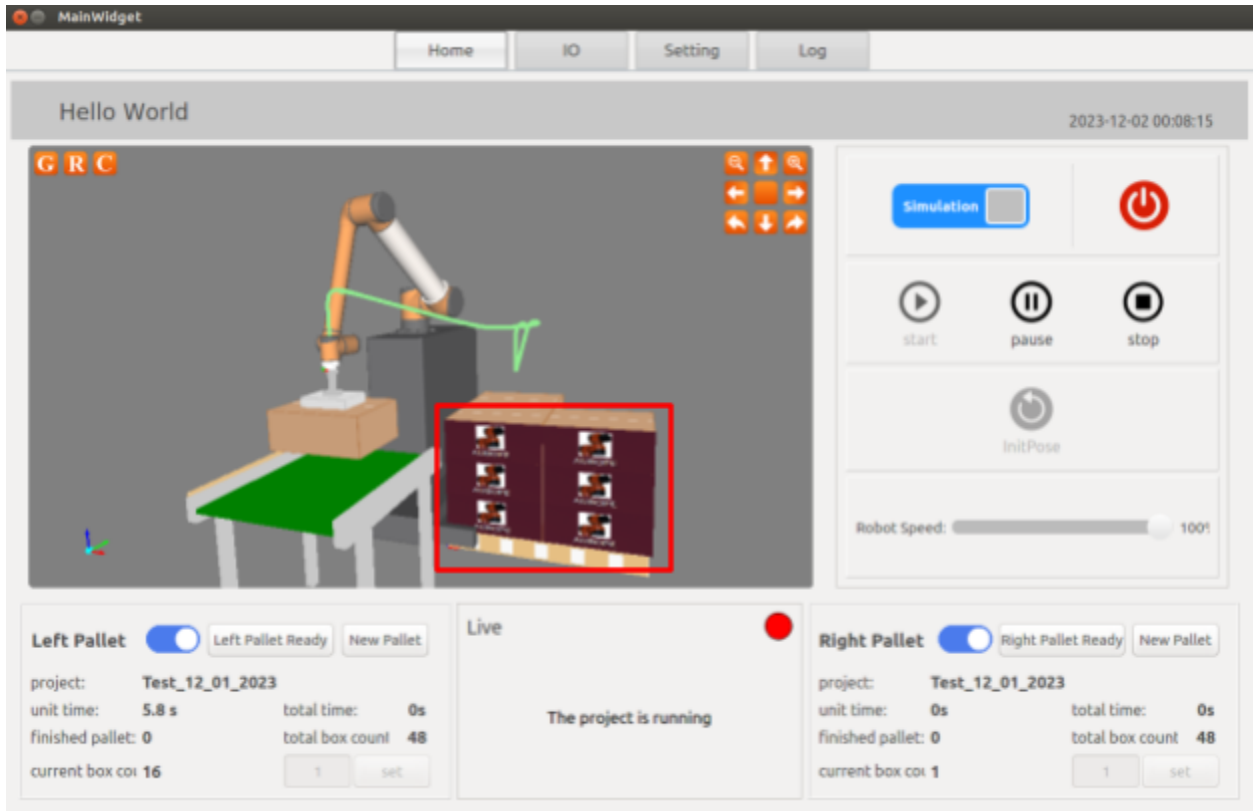 MainWidget
Home IO Setting Log
Hello World
2023-12-02 00:08:15
G R C
Simulation
start pause stop
InitPose
Robot Speed: 100%
Left Pallet Left Pallet Ready New Pallet
project: Test_12_01_2023
unit time: 5.8 s total time: 0s
finished pallet: 0 total box count 48
current box cou 16 1 set
Live
The project is running
Right Pallet Right Pallet Ready New Pallet
project: Test_12_01_2023
unit time: 0s total time: 0s
finished pallet: 0 total box count 48
current box cou 1 1 set